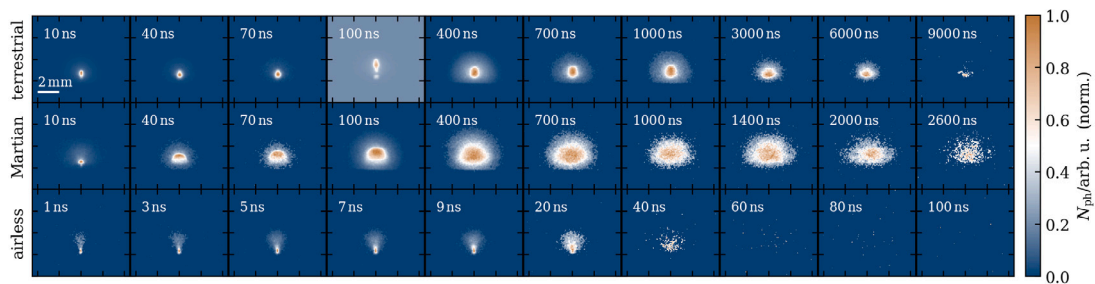 terrestrial
10 ns
40 ns
70 ns
100 ns
400 ns
700 ns
1000 ns
3000 ns
6000 ns
9000 ns
2 mm
Martian
10 ns
40 ns
70 ns
100 ns
400 ns
700 ns
1000 ns
1400 ns
2000 ns
2600 ns
airless
1 ns
3 ns
5 ns
7 ns
9 ns
20 ns
40 ns
60 ns
80 ns
100 ns
1.0
0.8
0.6
0.4
0.2
0.0
Nph/arb. u. (norm.)